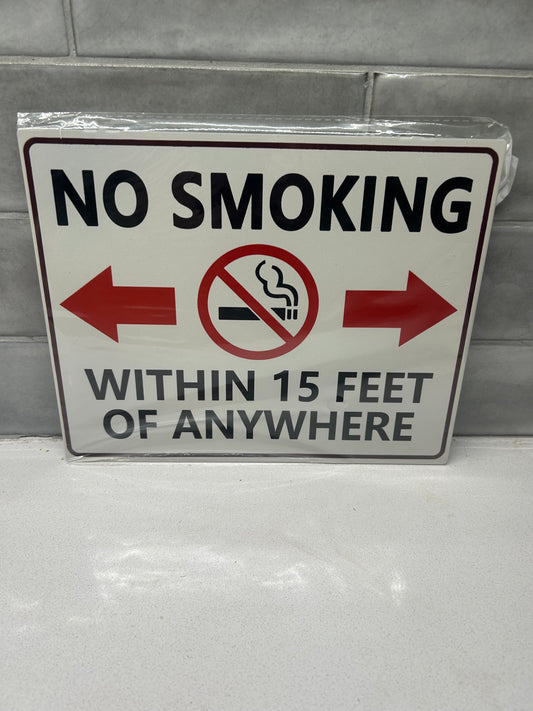 NO SMOKING
WITHIN 15 FEET
OF ANYWHERE